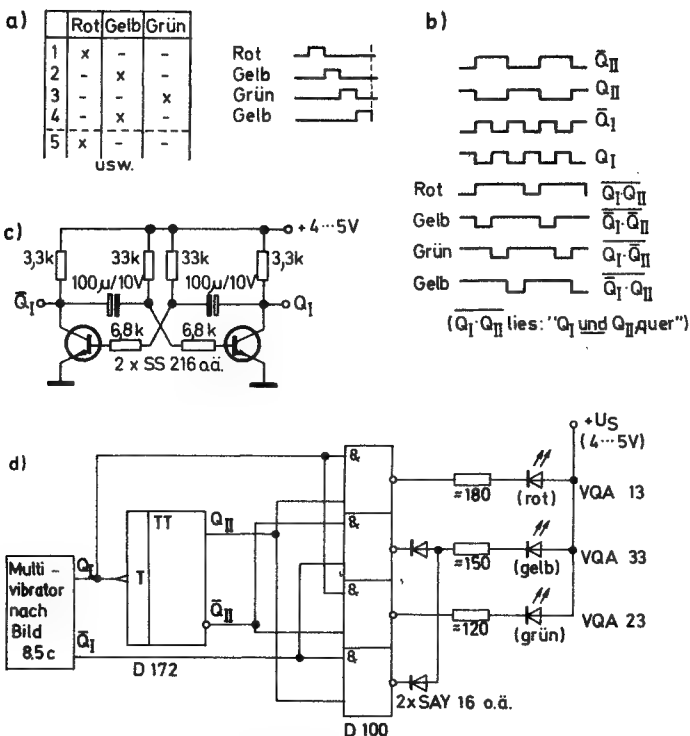 a)
Rot Gelb Grün
1 x - -
2 - x -
3 - - x
4 - x -
5 x - -
usw.
Rot
Gelb
Grün
Gelb
b)
Q̅II
QII
Q̅I
QI
Rot Q̅I̅·̅Q̅I̅I̅
Gelb Q̅I·Q̅II
Grün QI·Q̅II
Gelb Q̅I·QII
(Q̅I̅·̅Q̅I̅I̅ lies: "QI und QII,quer")
c)
+4···5V
3,3k 33k 33k 3,3k
100µ/10V 100µ/10V
Q̅I QI
6,8k 6,8k
2 x SS 216 o.ä.
d)
+US
(4···5V)
&
≈180 (rot) VQA 13
TT QII
&
QI
T
≈150 (gelb) VQA 33
Multi-
vibrator
nach
Bild
8,5c
&
≈120 (grün) VQA 23
Q̅II
Q̅I
&
D 172
2xSAY 16 o.ä.
D 100